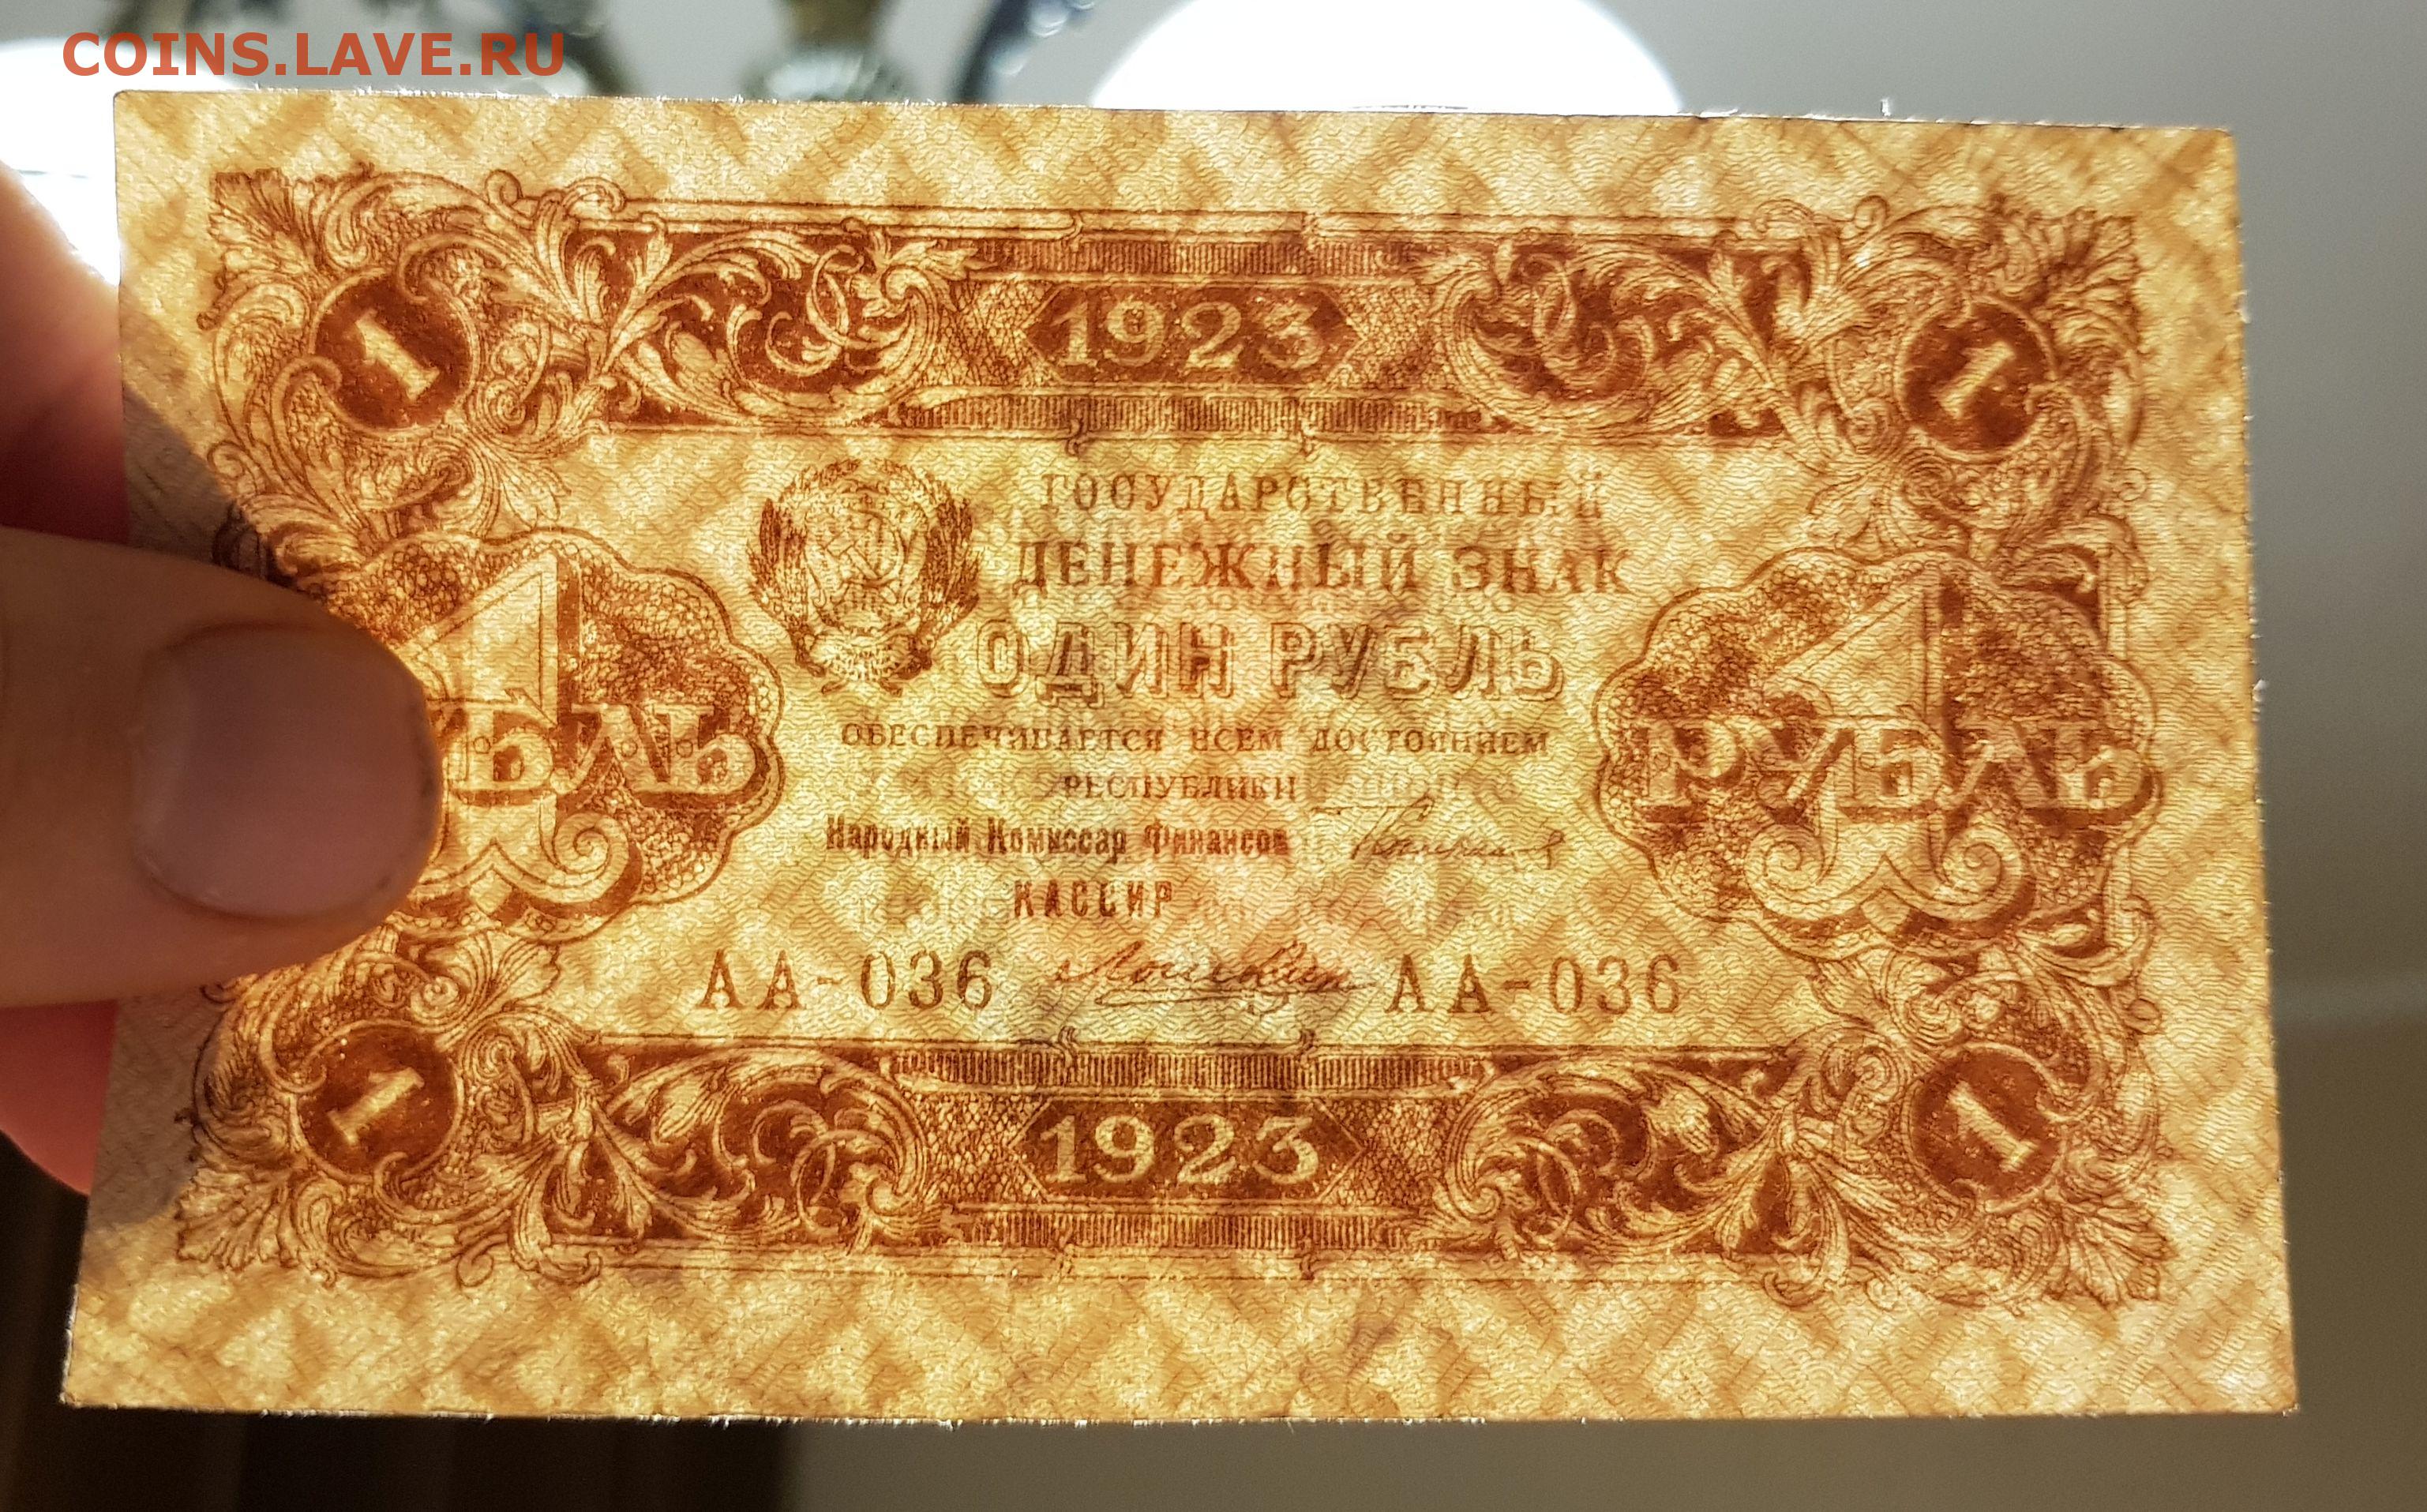 COINS.LAVE.RU
1923
1 1
ГОСУДАРСТВЕННЫЙ
ДЕНЕЖНЫЙ ЗНАК
ОДИН РУБЛЬ
1 РУБЛЬ
ОБЕСПЕЧИВАЕТСЯ ВСЕМ ДОСТОЯНИЕМ
РЕСПУБЛИКИ
Народный Комиссар Финансов
КАССИР
АА-036 АА-036
1 1
1923